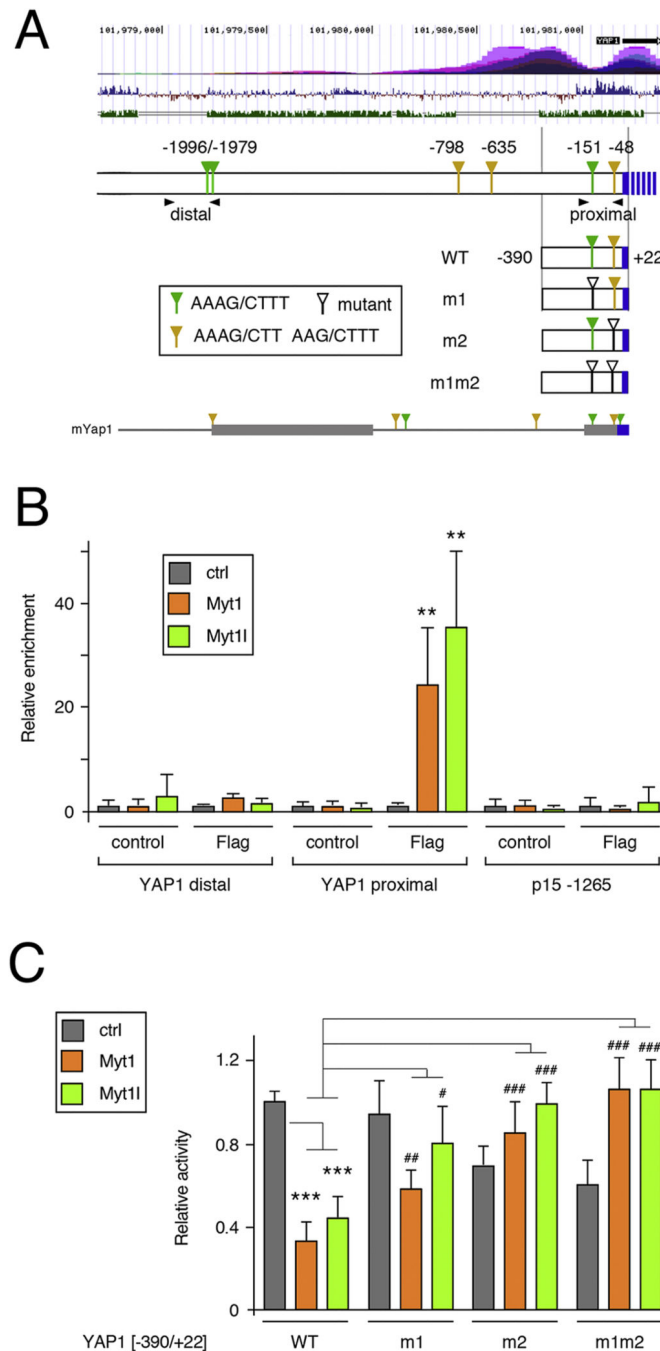 A
101,979,000| 101,979,500| 101,980,000| 101,980,500| 101,981,000|
YAP1
-1996/-1979 -798 -635 -151 -48
distal proximal
WT -390 +22
m1
AAAG/CTTT mutant
m2
AAAG/CTT AAG/CTTT
m1m2
mYap1
B
** **
ctrl
Myt1
Myt1l
Relative enrichment
40
20
0
control Flag control Flag control Flag
YAP1 distal YAP1 proximal p15 -1265
C
ctrl
Myt1
Myt1l
Relative activity
1.2
0.8
0.4
0
*** *** ## # ### ### ### ###
YAP1 [-390/+22] WT m1 m2 m1m2